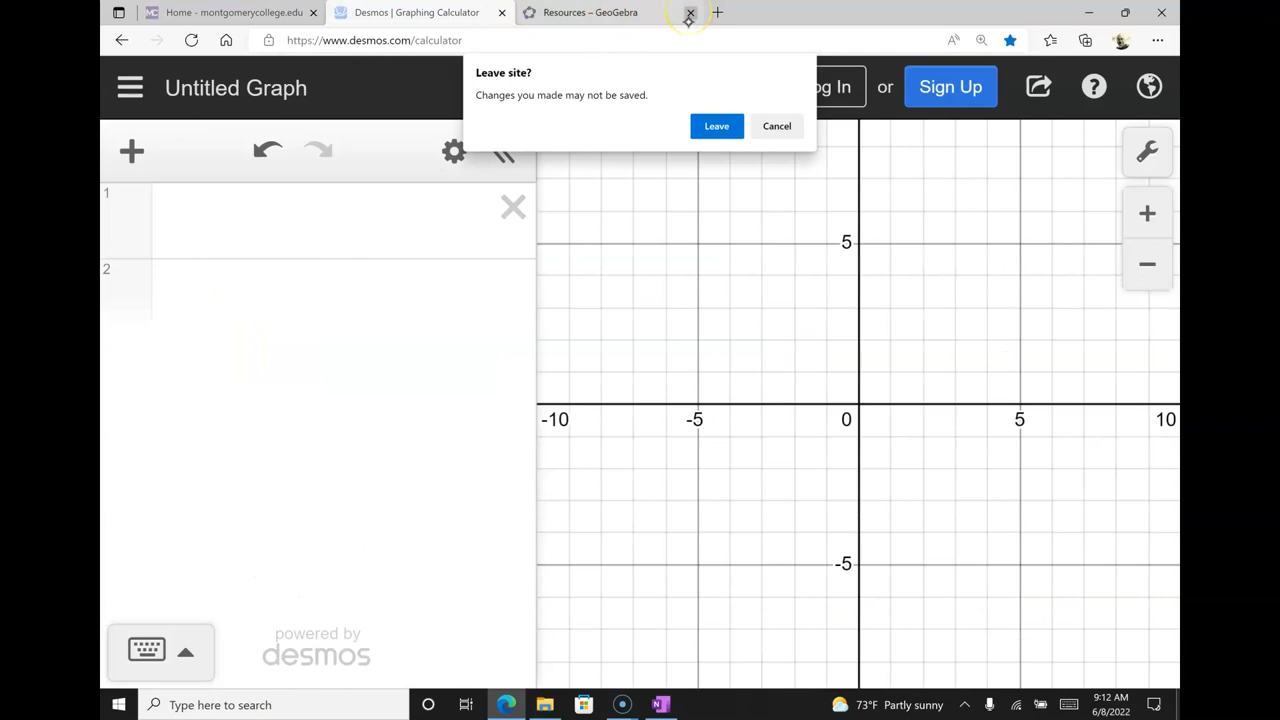 Home - montgomerycollege.edu
Desmos | Graphing Calculator
Resources – GeoGebra
https://www.desmos.com/calculator
Leave site?
Changes you made may not be saved.
Leave
Cancel
Untitled Graph
og In
or
Sign Up
1
2
5
-10
-5
0
5
10
-5
powered by
desmos
Type here to search
73°F Partly sunny
9:12 AM
6/8/2022